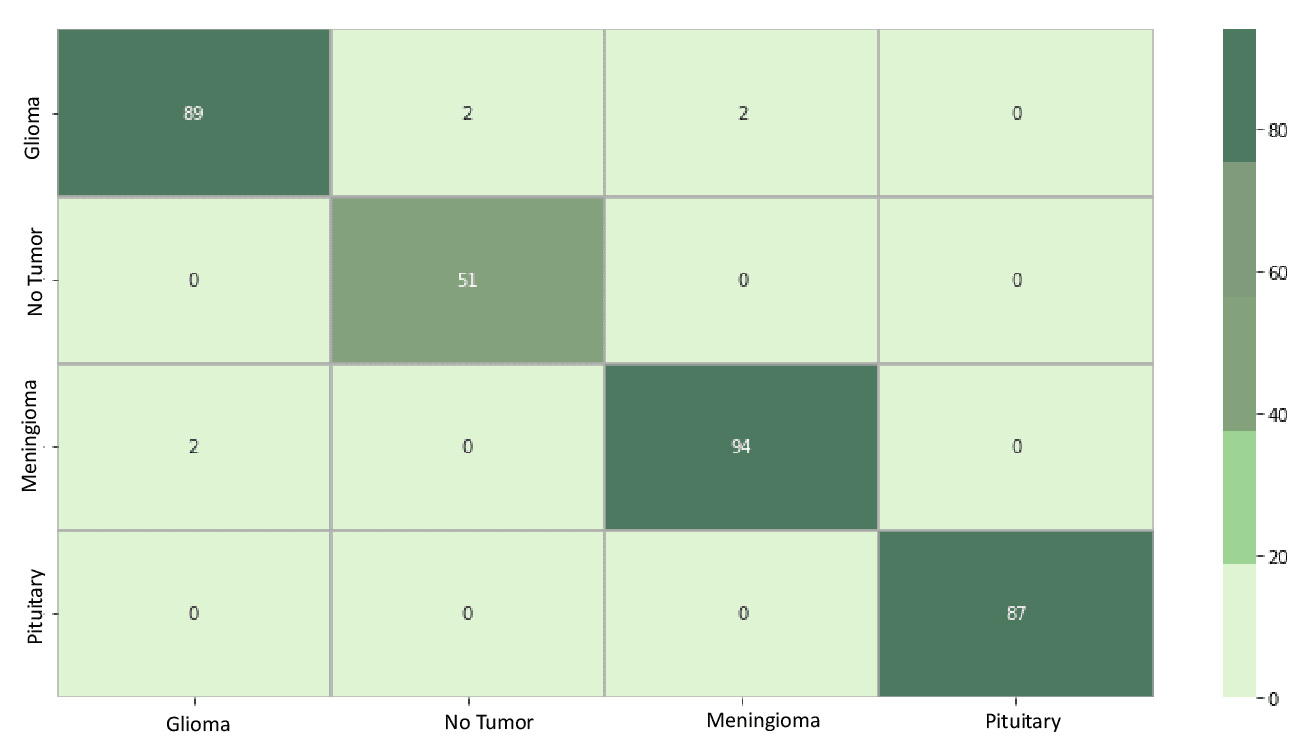 Glioma 89 2 2 0
No Tumor 0 51 0 0
Meningioma 2 0 94 0
Pituitary 0 0 0 87
Glioma No Tumor Meningioma Pituitary
80
60
40
20
0